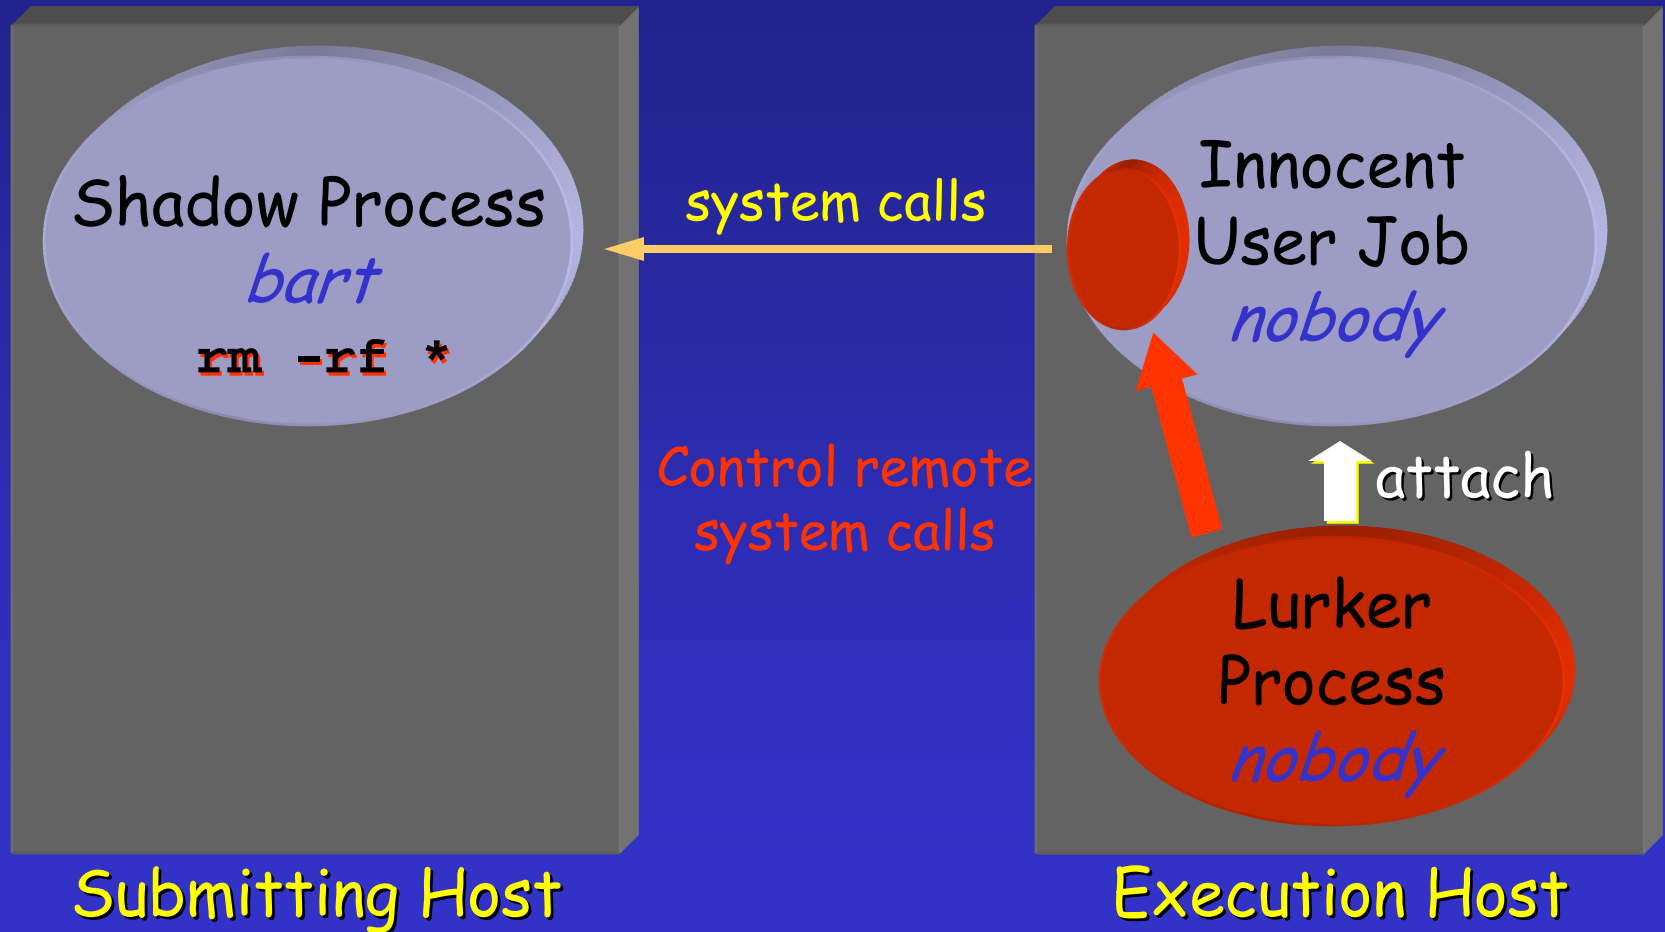 Shadow Process
bart
rm -rf *
system calls
Innocent
User Job
nobody
Control remote
system calls
attach
Lurker
Process
nobody
Submitting Host
Execution Host